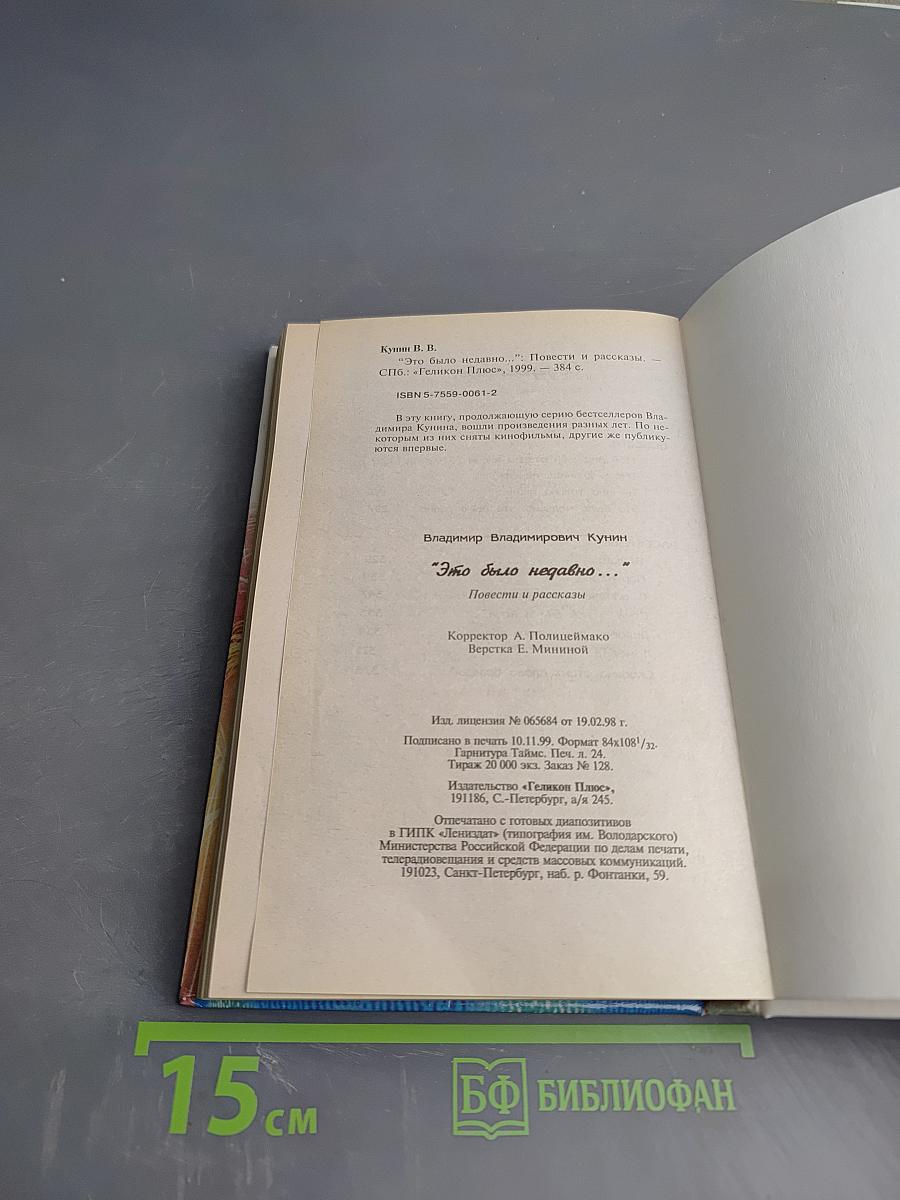 Кунин В. В.
"Это было недавно...": Повести и рассказы. —
СПб.: «Геликон Плюс», 1999. — 384 с.
ISBN 5-7559-0061-2
В эту книгу, продолжающую серию бестселлеров Вла-
димира Кунина, вошли произведения разных лет. По не-
которым из них сняты кинофильмы, другие же публику-
ются впервые.
Владимир Владимирович Кунин
"Это было недавно..."
Повести и рассказы
Корректор А. Полицеймако
Верстка Е. Мининой
Изд. лицензия № 065684 от 19.02.98 г.
Подписано в печать 10.11.99. Формат 84х108¹/₃₂.
Гарнитура Таймс. Печ. л. 24.
Тираж 20 000 экз. Заказ № 128.
Издательство «Геликон Плюс»,
191186, С.-Петербург, а/я 245.
Отпечатано с готовых диапозитивов
в ГИПК «Лениздат» (типография им. Володарского)
Министерства Российской Федерации по делам печати,
телерадиовещания и средств массовых коммуникаций.
191023, Санкт-Петербург, наб. р. Фонтанки, 59.
15 см
БФ БИБЛИОФАН